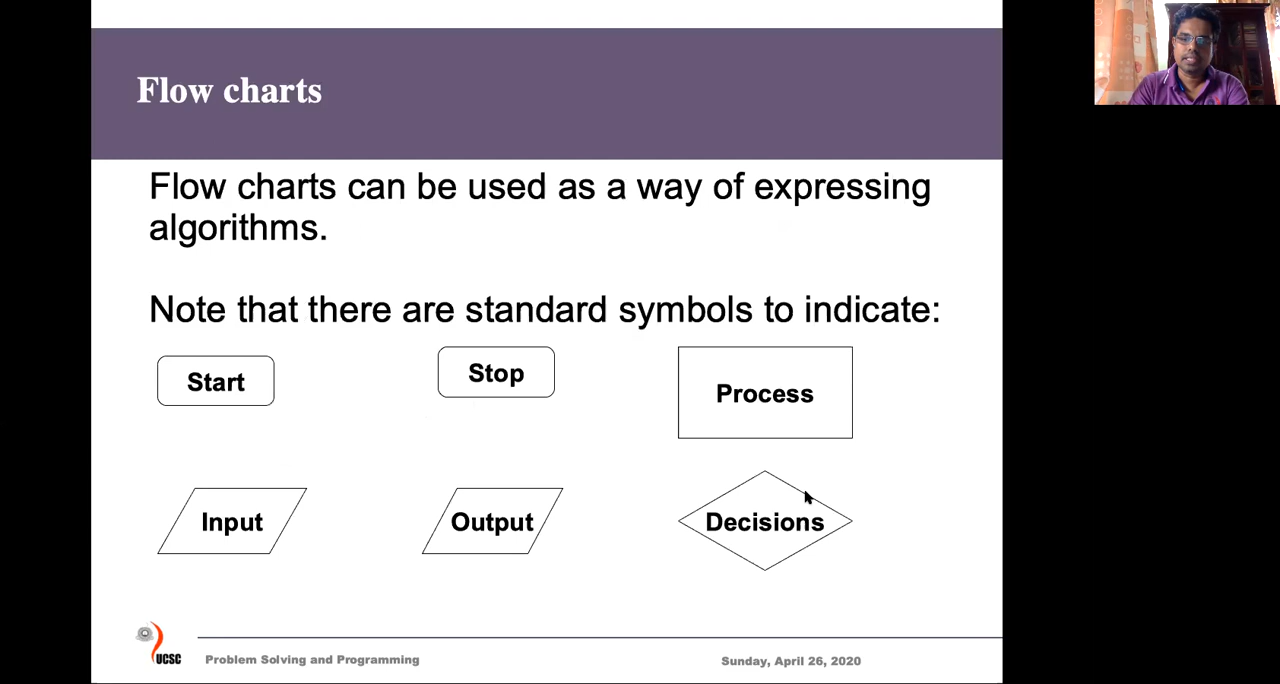 Flow charts
Flow charts can be used as a way of expressing
algorithms.
Note that there are standard symbols to indicate:
Start
Stop
Process
Input
Output
Decisions
UCSC
Problem Solving and Programming
Sunday, April 26, 2020